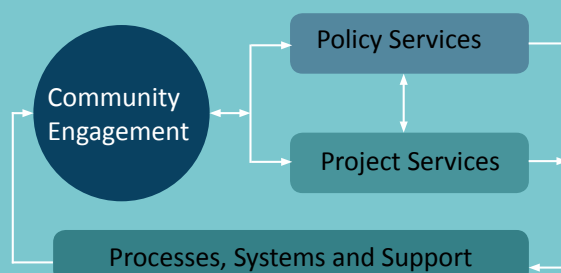 Community
Engagement
Policy Services
Project Services
Processes, Systems and Support